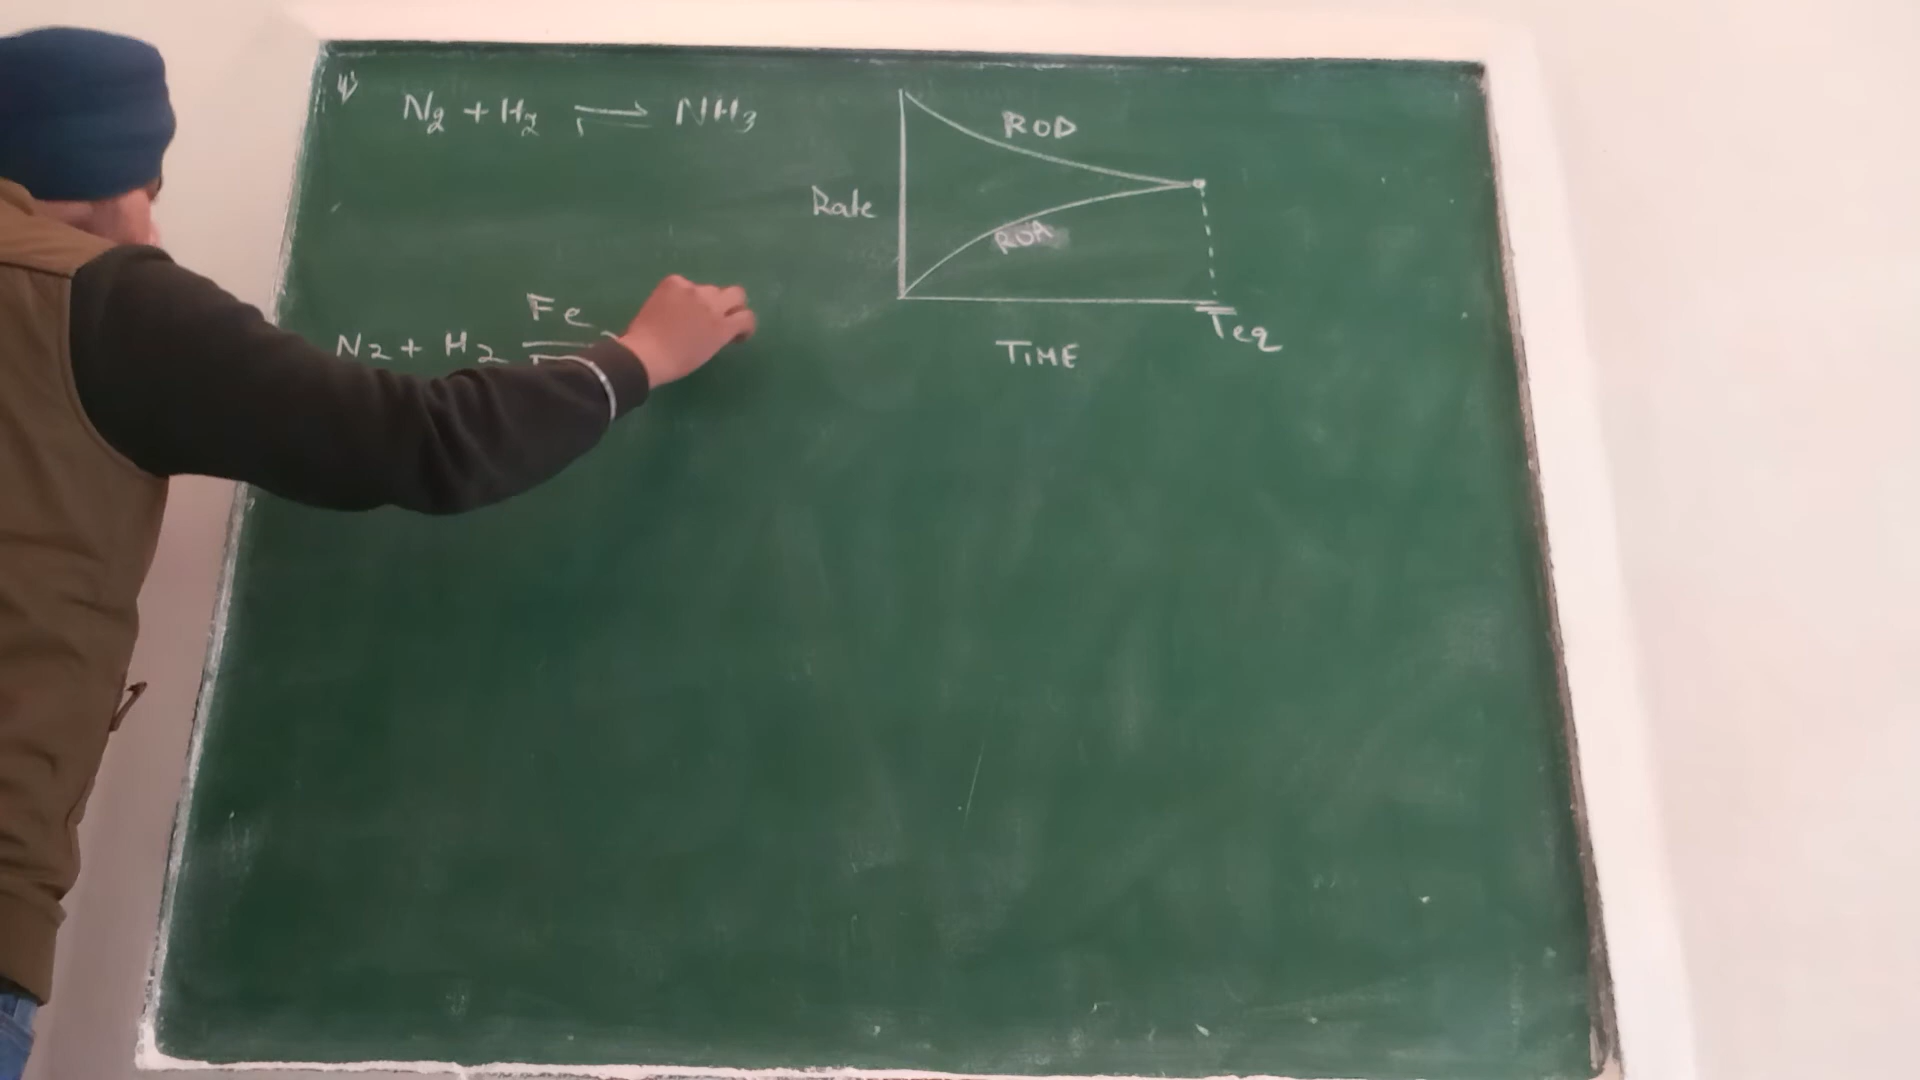 N2 + H2 ⇌ NH3
ROD
Rate
ROA
Teq
TIME
Fe
N2 + H2